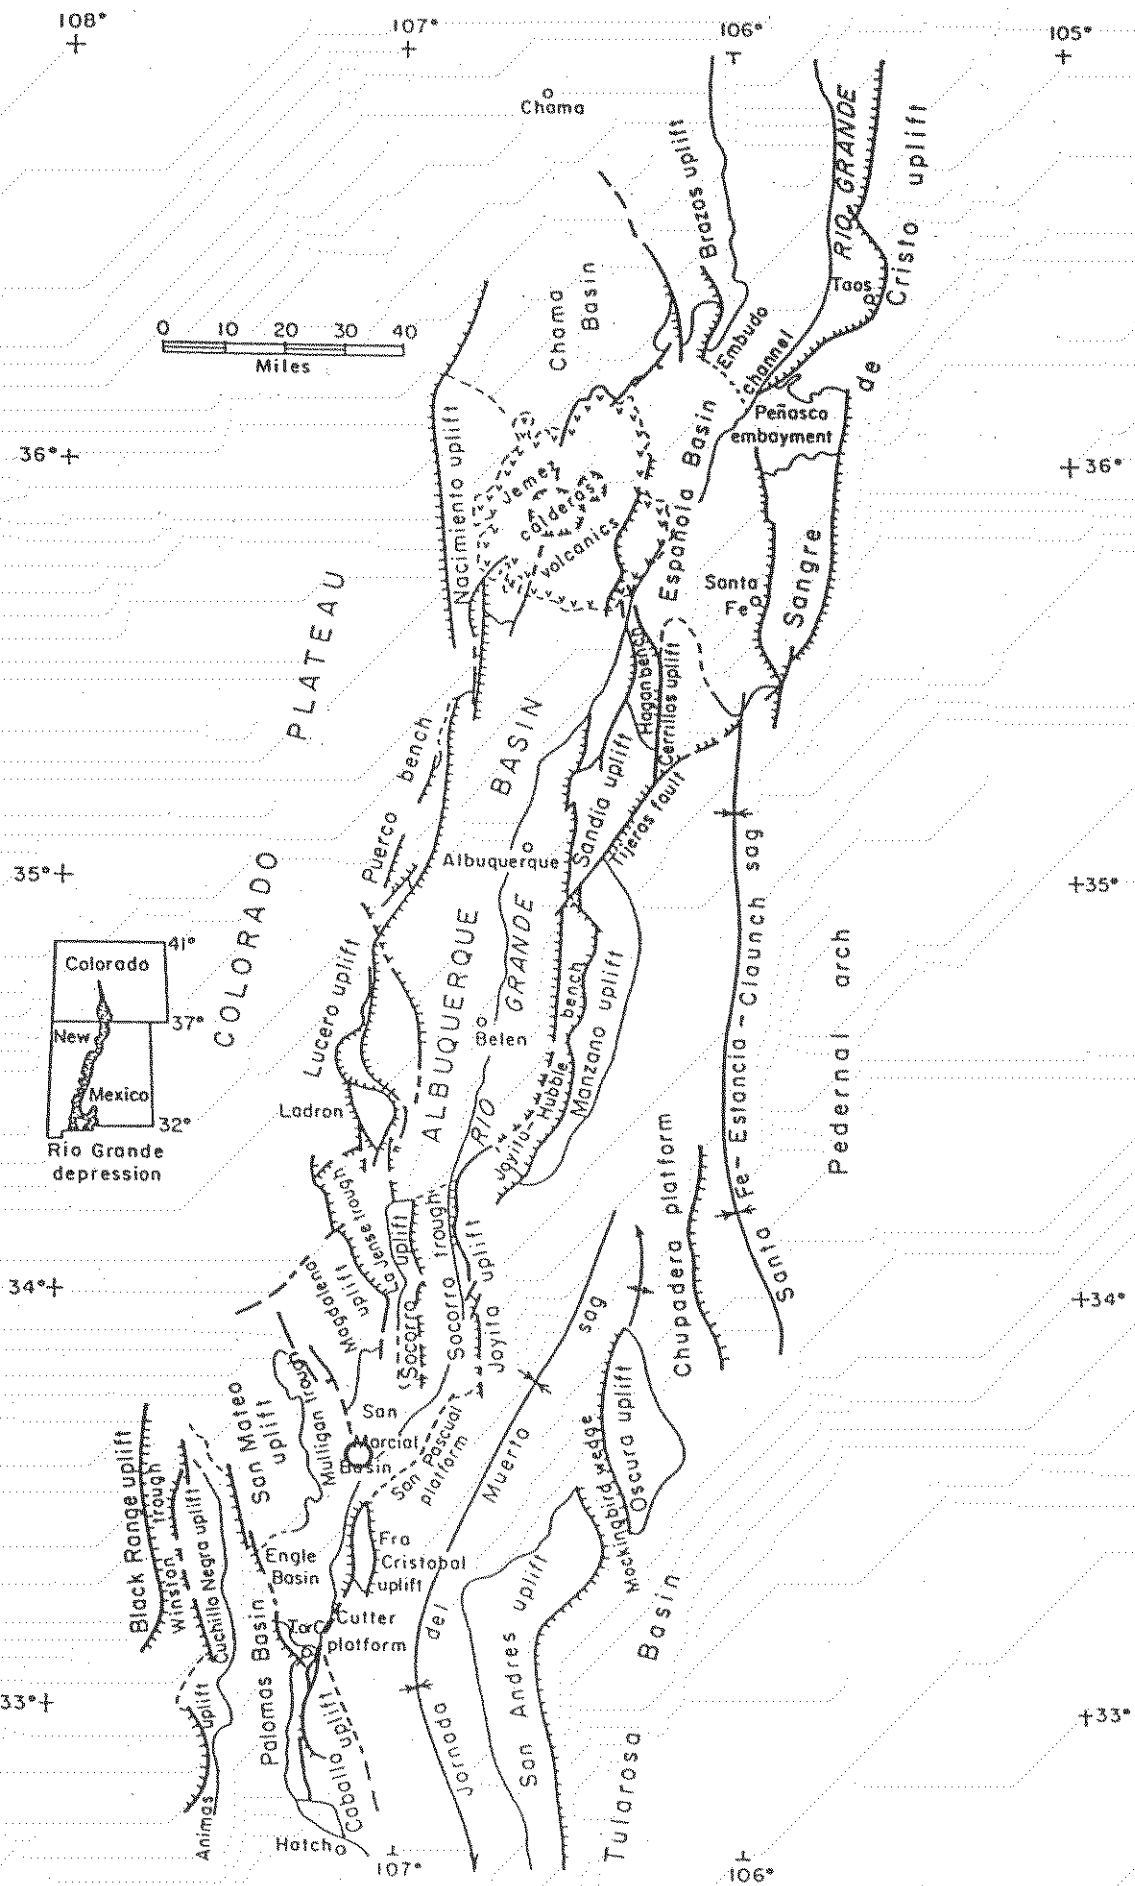 108°
107°
106°
105°
Chama
RIO GRANDE
Brazos uplift
Sangre de Cristo uplift
Taos
Chama
Basin
0 10 20 30 40
Miles
Embudo
channel
Peñasco
embayment
36°
36°
Nacimiento uplift
Jemez
calderas
volcanics
Española Basin
Santa
Fe
COLORADO PLATEAU
Hagan bench
Cerrillos uplift
Puerco bench
ALBUQUERQUE BASIN
Sandia uplift
Tijeras fault
Albuquerque
35°
35°
RIO GRANDE
Santa Fe-Estancia-Claunch sag
Pedernal arch
41°
Colorado
37°
New
Mexico
32°
Rio Grande
depression
Lucero uplift
Belen
Joyita-Hubble bench
Manzano uplift
Ladron
La Jense trough
Socorro uplift
Socorro trough
Joyita uplift
Magdalena
uplift
Chupadera platform
34°
34°
Mulligan trough
San Mateo
uplift
San
Marcial
Basin
San Pascual
platform
Jornada del Muerto sag
Mockingbird wedge
Oscura uplift
Black Range uplift
Winston trough
Cuchillo Negro uplift
Engle
Basin
Fra
Cristobal
uplift
T.orC.
Cutter
platform
Palomas Basin
San Andres uplift
Tularosa Basin
33°
33°
Animas uplift
Caballo uplift
Hatch
107°
106°